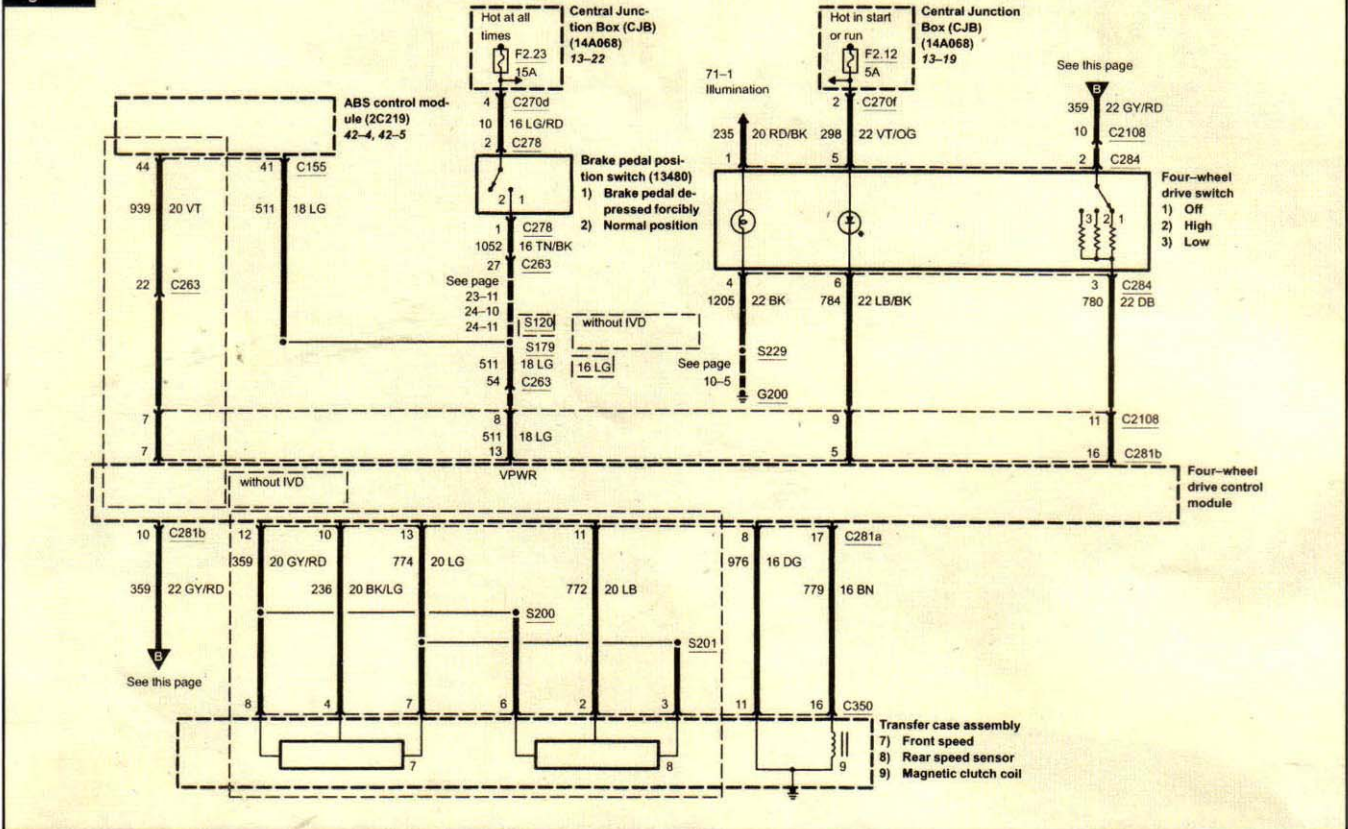 Hot at all
times
F2.23
15A
Central Junc-
tion Box (CJB)
(14A068)
13–22
Hot in start
or run
F2.12
5A
Central Junction
Box (CJB)
(14A068)
13–19
See this page
B
71–1
Illumination
ABS control mod-
ule (2C219)
42–4, 42–5
4 C270d
10 16 LG/RD
2 C278
2 C270f
235 20 RD/BK
298 22 VT/OG
359 22 GY/RD
10 C2108
1
5
2 C284
44
41 C155
939 20 VT
511 18 LG
22 C263
2 1
Brake pedal posi-
tion switch (13480)
1) Brake pedal de-
pressed forcibly
2) Normal position
1 C278
1052 16 TN/BK
27 C263
See page
23–11
24–10
24–11
S120
without IVD
S179
511 18 LG
16 LG
54 C263
3 2 1
Four–wheel
drive switch
1) Off
2) High
3) Low
4
6
3 C284
1205 22 BK
784 22 LB/BK
780 22 DB
S229
See page
10–5
G200
7
8
9
11 C2108
511 18 LG
7
13
5
16 C281b
without IVD
VPWR
Four–wheel
drive control
module
10 C281b
12
10
13
11
8
17 C281a
359 22 GY/RD
359 20 GY/RD
236 20 BK/LG
774 20 LG
772 20 LB
976 16 DG
779 16 BN
S200
S201
B
See this page
8
4
7
6
2
3
11
16 C350
7
8
9
Transfer case assembly
7) Front speed
8) Rear speed sensor
9) Magnetic clutch coil